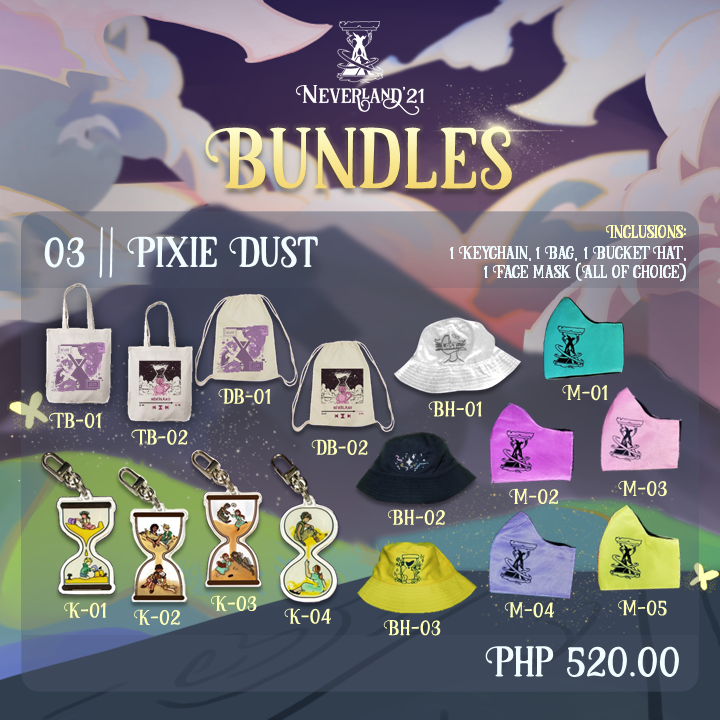 NEVERLAND'21
BUNDLES
03 || PIXIE DUST
INCLUSIONS:
1 KEYCHAIN, 1 BAG, 1 BUCKET HAT,
1 FACE MASK (ALL OF CHOICE)
TB-01
TB-02
DB-01
DB-02
BH-01
M-01
BH-02
M-02
M-03
K-01
K-02
K-03
K-04
BH-03
M-04
M-05
PHP 520.00